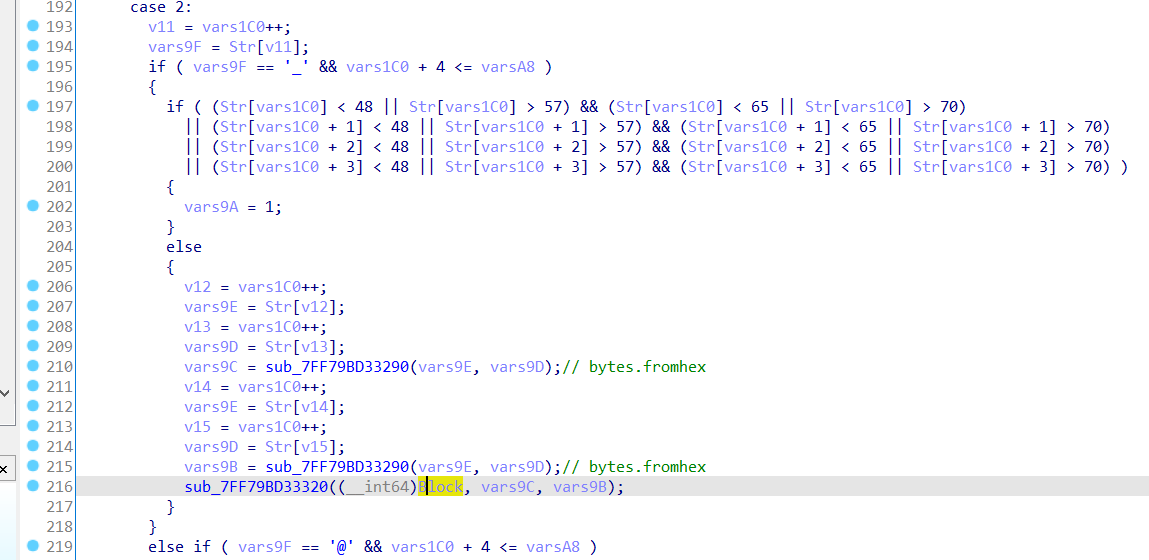 192 case 2:
193 v11 = vars1C0++;
194 vars9F = Str[v11];
195 if ( vars9F == '_' && vars1C0 + 4 <= varsA8 )
196 {
197 if ( (Str[vars1C0] < 48 || Str[vars1C0] > 57) && (Str[vars1C0] < 65 || Str[vars1C0] > 70)
198 || (Str[vars1C0 + 1] < 48 || Str[vars1C0 + 1] > 57) && (Str[vars1C0 + 1] < 65 || Str[vars1C0 + 1] > 70)
199 || (Str[vars1C0 + 2] < 48 || Str[vars1C0 + 2] > 57) && (Str[vars1C0 + 2] < 65 || Str[vars1C0 + 2] > 70)
200 || (Str[vars1C0 + 3] < 48 || Str[vars1C0 + 3] > 57) && (Str[vars1C0 + 3] < 65 || Str[vars1C0 + 3] > 70) )
201 {
202 vars9A = 1;
203 }
204 else
205 {
206 v12 = vars1C0++;
207 vars9E = Str[v12];
208 v13 = vars1C0++;
209 vars9D = Str[v13];
210 vars9C = sub_7FF79BD33290(vars9E, vars9D);// bytes.fromhex
211 v14 = vars1C0++;
212 vars9E = Str[v14];
213 v15 = vars1C0++;
214 vars9D = Str[v15];
215 vars9B = sub_7FF79BD33290(vars9E, vars9D);// bytes.fromhex
216 sub_7FF79BD33320((__int64)Block, vars9C, vars9B);
217 }
218 }
219 else if ( vars9F == '@' && vars1C0 + 4 <= varsA8 )